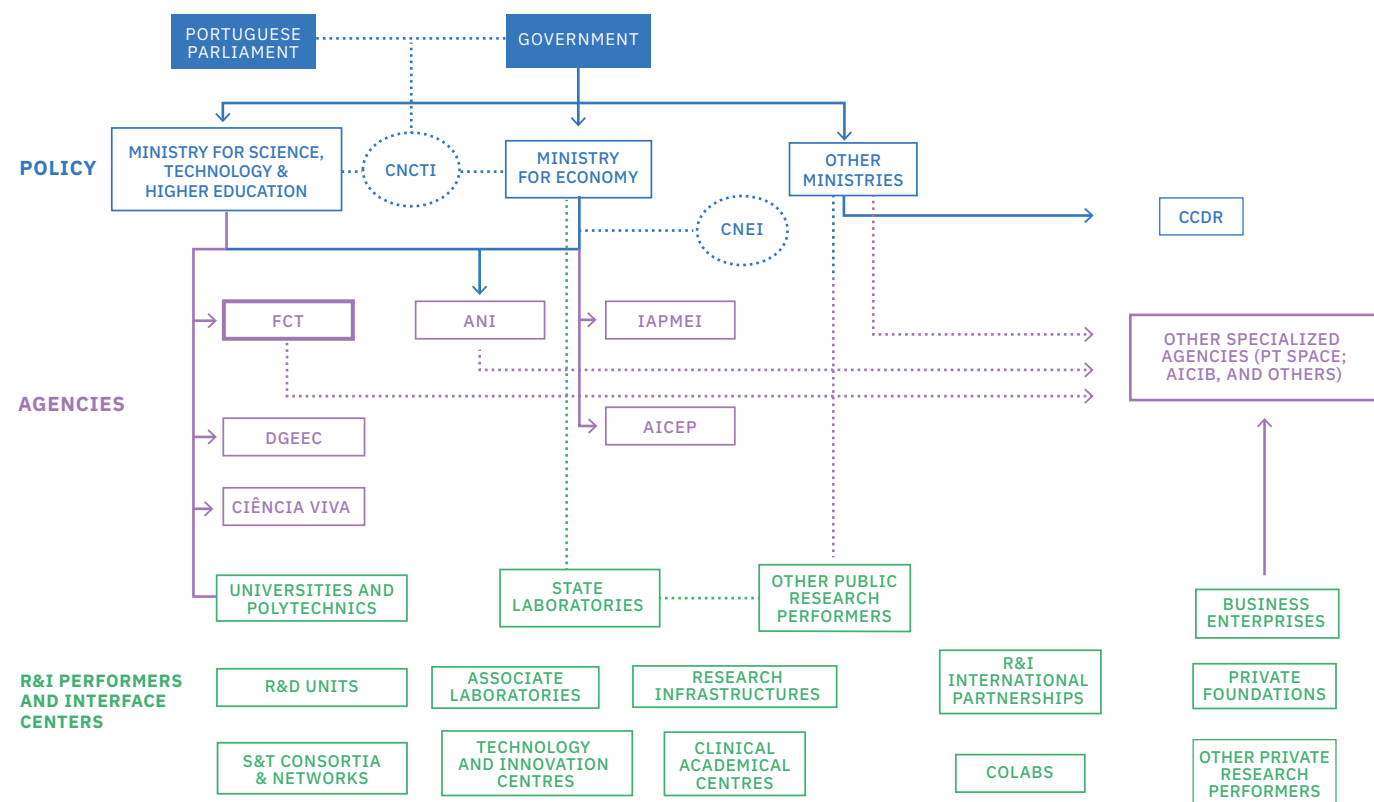 PORTUGUESE
PARLIAMENT
GOVERNMENT
POLICY
MINISTRY FOR SCIENCE,
TECHNOLOGY &
HIGHER EDUCATION
CNCTI
MINISTRY
FOR ECONOMY
OTHER
MINISTRIES
CCDR
CNEI
FCT
ANI
IAPMEI
OTHER SPECIALIZED
AGENCIES (PT SPACE;
AICIB, AND OTHERS)
AGENCIES
DGEEC
AICEP
CIÊNCIA VIVA
UNIVERSITIES AND
POLYTECHNICS
STATE
LABORATORIES
OTHER PUBLIC
RESEARCH
PERFORMERS
BUSINESS
ENTERPRISES
R&I PERFORMERS
AND INTERFACE
CENTERS
R&D UNITS
ASSOCIATE
LABORATORIES
RESEARCH
INFRASTRUCTURES
R&I
INTERNATIONAL
PARTNERSHIPS
PRIVATE
FOUNDATIONS
S&T CONSORTIA
& NETWORKS
TECHNOLOGY
AND INNOVATION
CENTRES
CLINICAL
ACADEMICAL
CENTRES
COLABS
OTHER PRIVATE
RESEARCH
PERFORMERS